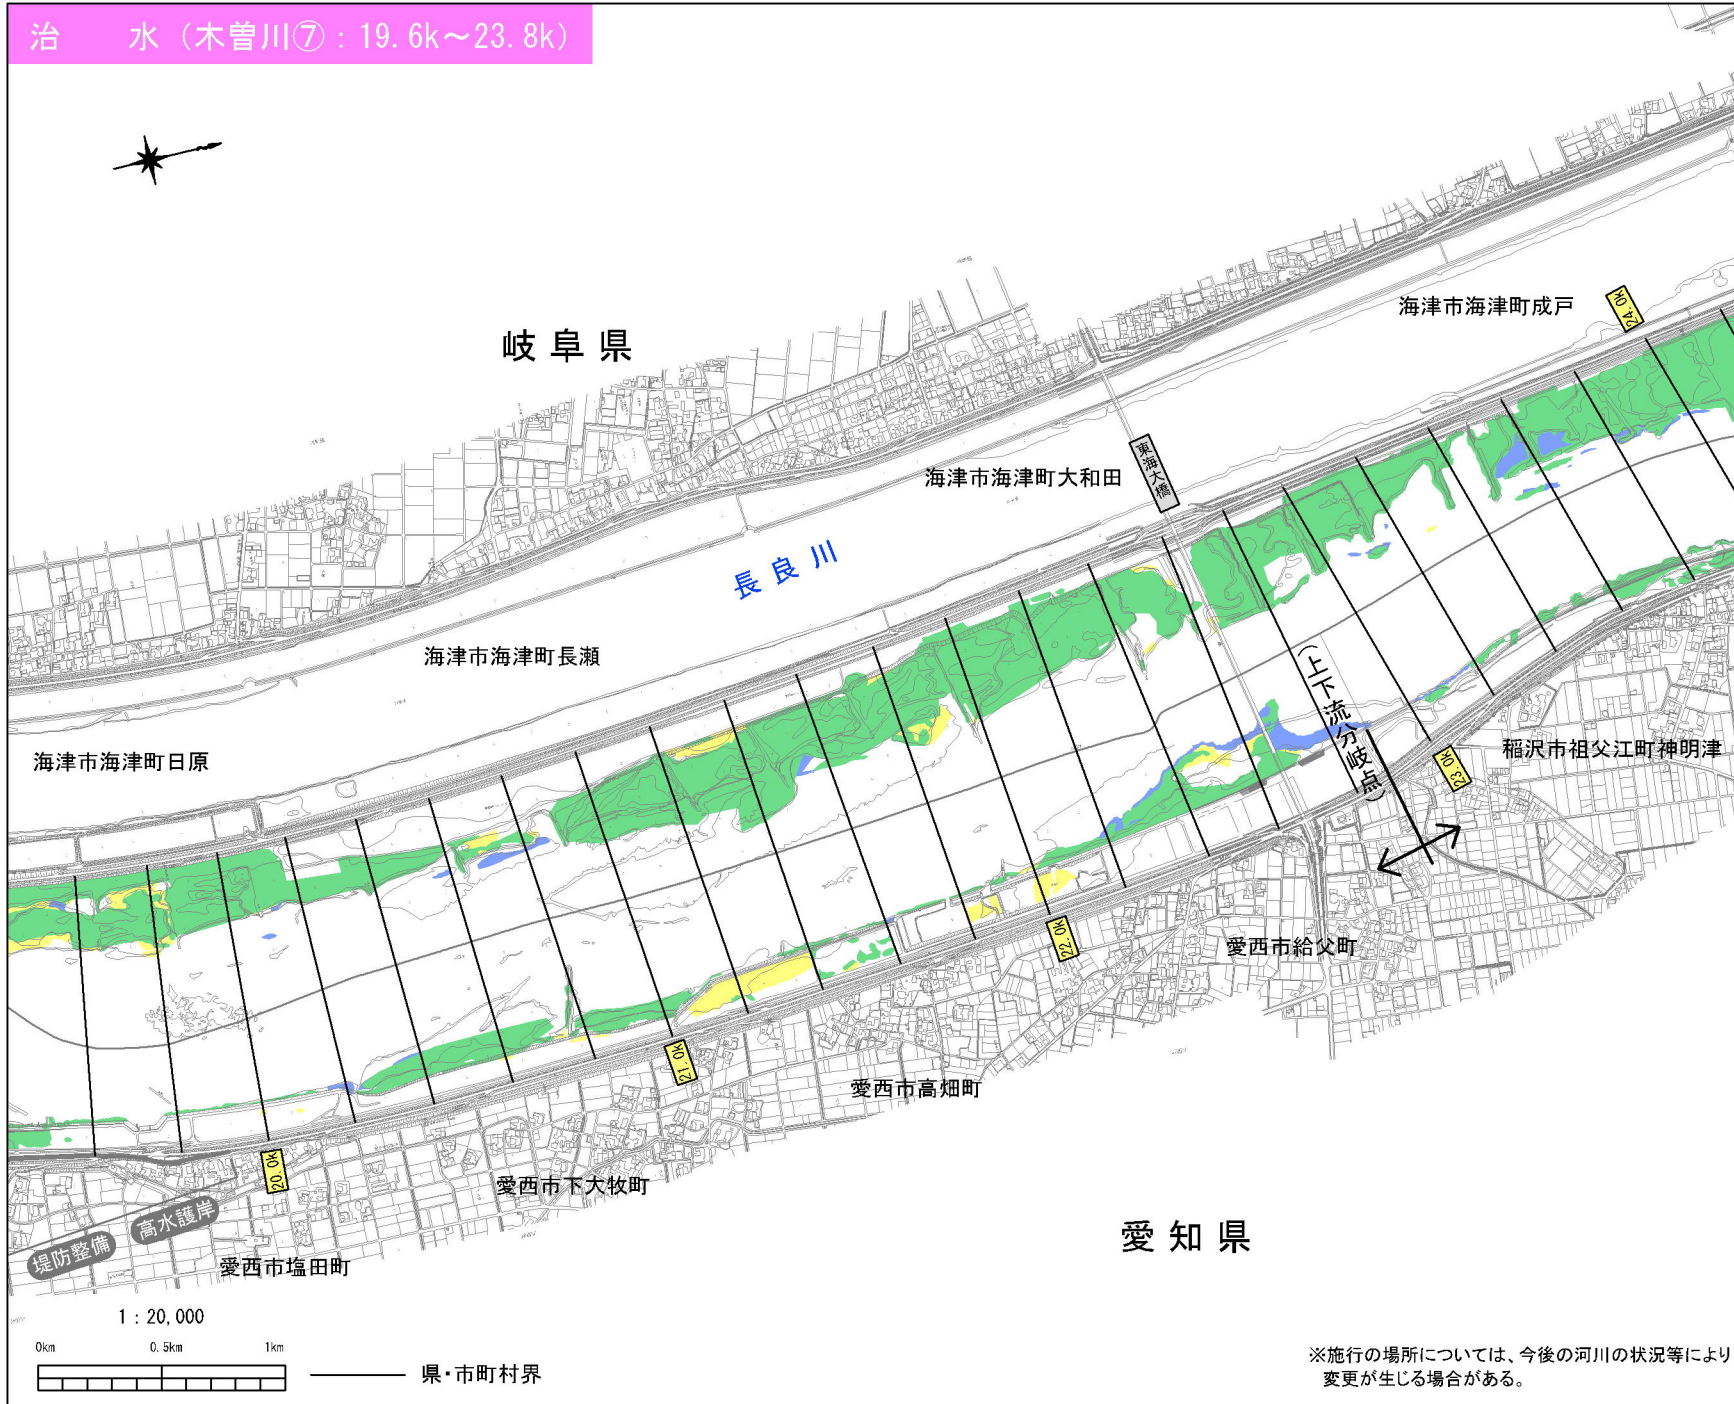 治　　水（木曽川⑦：19.6k～23.8k）
岐阜県
海津市海津町成戸
24.0k
東海大橋
海津市海津町大和田
長良川
海津市海津町長瀬
海津市海津町日原
（上下流分岐点）
23.0k
稲沢市祖父江町神明津
22.0k
愛西市給父町
21.0k
愛西市高畑町
20.0k
愛西市下大牧町
高水護岸
堤防整備
愛西市塩田町
愛知県
1：20,000
0km 0.5km 1km
県・市町村界
※施行の場所については、今後の河川の状況等により
変更が生じる場合がある。